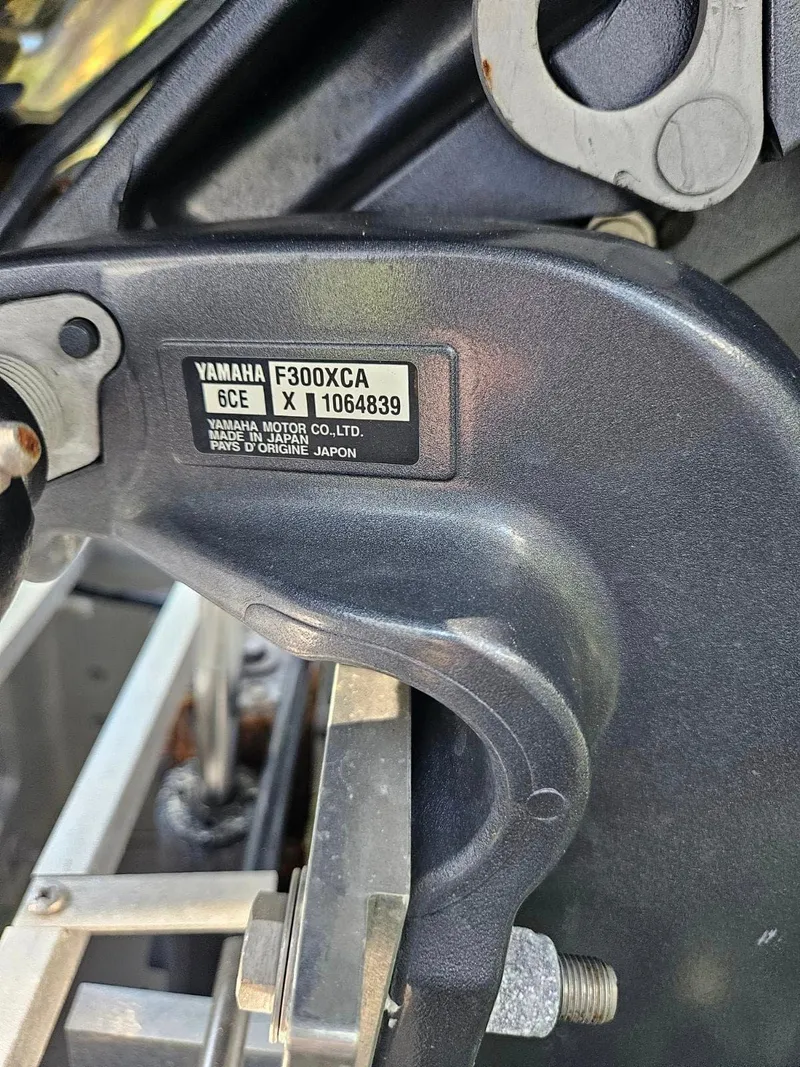 YAMAHA F300XCA
6CE X 1064839
YAMAHA MOTOR CO.,LTD.
MADE IN JAPAN
PAYS D'ORIGINE JAPON